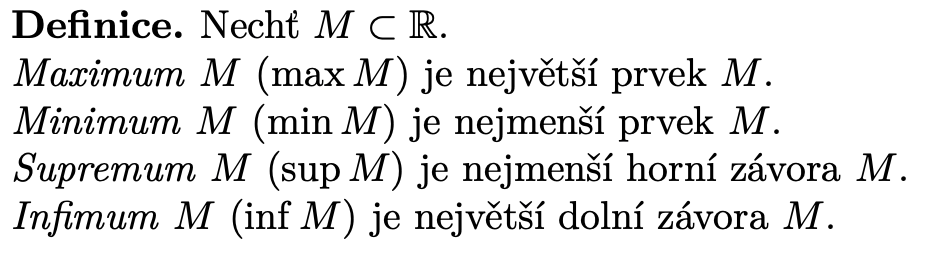 Definice. Nechť M ⊂ ℝ.
Maximum M (max M) je největší prvek M.
Minimum M (min M) je nejmenší prvek M.
Supremum M (sup M) je nejmenší horní závora M.
Infimum M (inf M) je největší dolní závora M.